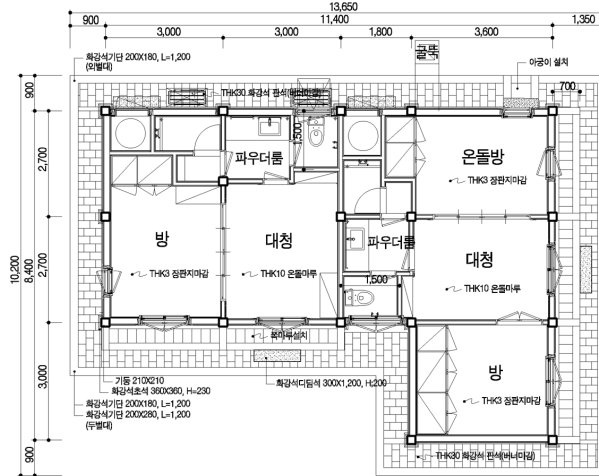 13,650
900
11,400
1,350
3,000
3,000
1,800
3,600
화강석기단 200X180, L=1,200
(외벌대)
아궁이 설치
THK30 화강석 판석(버너마감)
700
900
1,500
파우더룸
온돌방
THK3 장판지마감
2,700
방
THK3 장판지마감
대청
THK10 온돌마루
파우더룸
대청
THK10 온돌마루
1,500
10,200
8,400
2,700
쪽마루설치
기둥 210X210
화강석초석 360X360, H=230
화강석기단 200X180, L=1,200
화강석기단 200X280, L=1,200
(두벌대)
화강석디딤석 300X1,200, H:200
3,000
방
THK3 장판지마감
900
THK30 화강석 판석(버너마감)